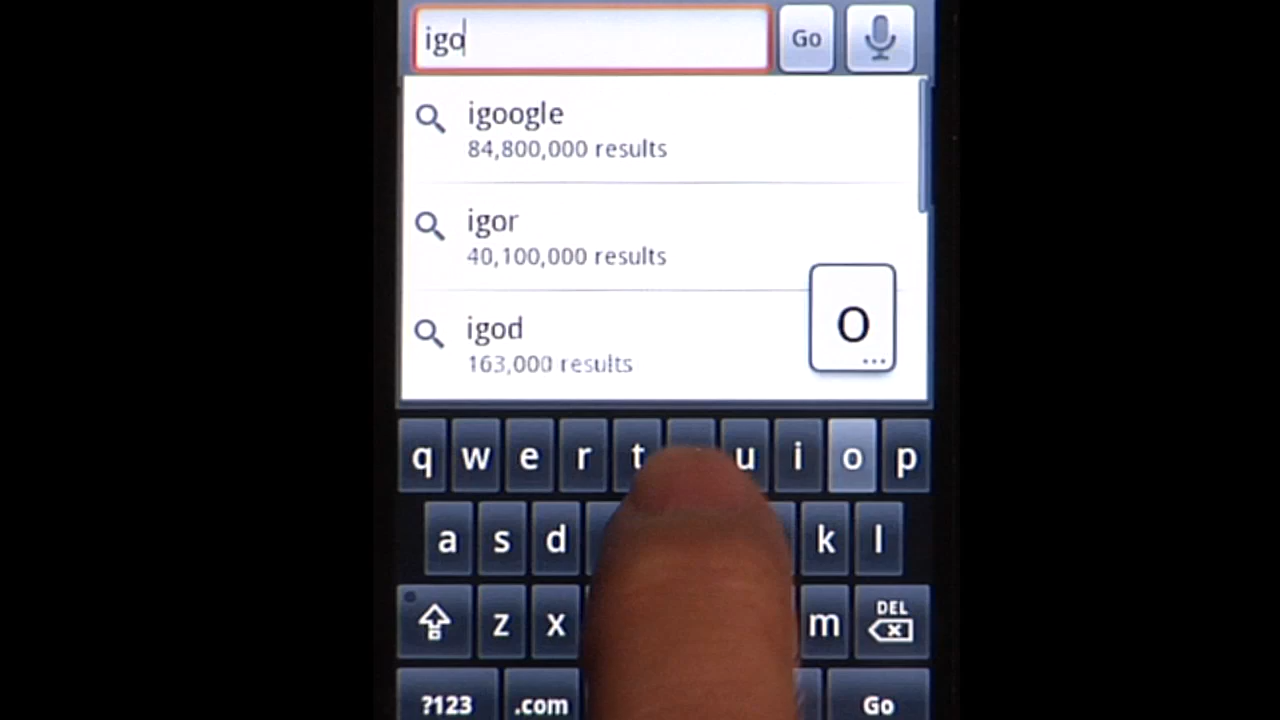 igo Go
igoogle
84,800,000 results
igor
40,100,000 results
O
...
igod
163,000 results
q w e r t u i o p
a s d k l
z x m DEL
?123 .com Go